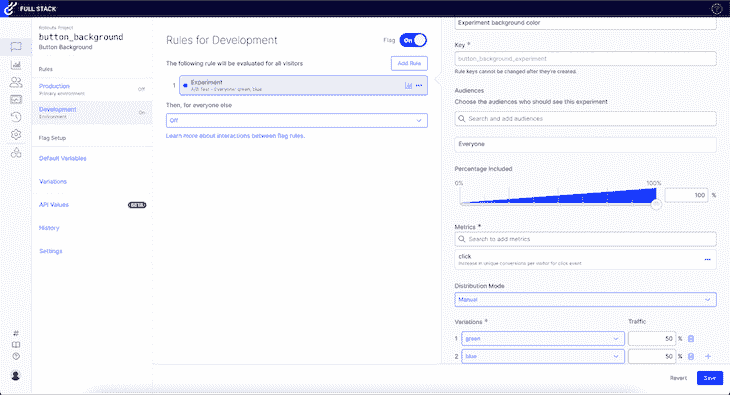 FULL STACK
Rollouts Project
button_background
Button Background
Rules
Production
Primary environment
Off
Development
Environment
On
Flag Setup
Default Variables
Variations
API Values
BETA
History
Settings
Rules for Development
Flag
On
The following rule will be evaluated for all visitors
Add Rule
1
Experiment
A/B Test - Everyone green, blue
Then, for everyone else
Off
Learn more about interactions between flag rules.
Experiment background color
Key *
button_background_experiment
Rule keys cannot be changed after they're created.
Audiences
Choose the audiences who should see this experiment
Search and add audiences
Everyone
Percentage Included
0%
100%
100 %
Metrics *
Search to add metrics
click
Increase in unique conversions per visitor for click event
Distribution Mode
Manual
Variations *
Traffic
1 green 50 %
2 blue 50 %
Revert
Save